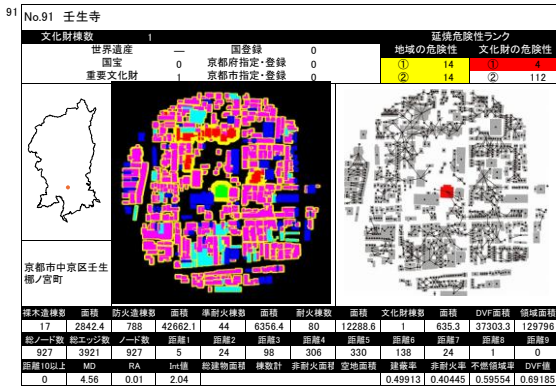 91
No.91 壬生寺
文化財棟数 1 延焼危険性ランク
世界遺産 ― 国登録 0 地域の危険性 文化財の危険性
国宝 0 京都府指定・登録 0 ① 14 ① 4
重要文化財 1 京都市指定・登録 0 ② 14 ② 112
京都市中京区壬生
梛ノ宮町
裸木造棟数 面積 防火造棟数 面積 準耐火棟数 面積 耐火棟数 面積 文化財棟数 面積 DVF面積 領域面積
17 2842.4 788 42662.1 44 6356.4 80 12288.6 1 635.3 37303.3 129796
総ノード数 総エッジ数 ノード数 距離1 距離2 距離3 距離4 距離5 距離6 距離7 距離8 距離9
927 3921 927 5 24 98 306 330 138 24 1 0
距離10以上 MD RA Int値 総建物面積 棟数計 非耐火面積 空地面積 建蔽率 非耐火率 不燃領域率 DVF率
0 4.56 0.01 2.04 0.49913 0.40445 0.59554 0.69185